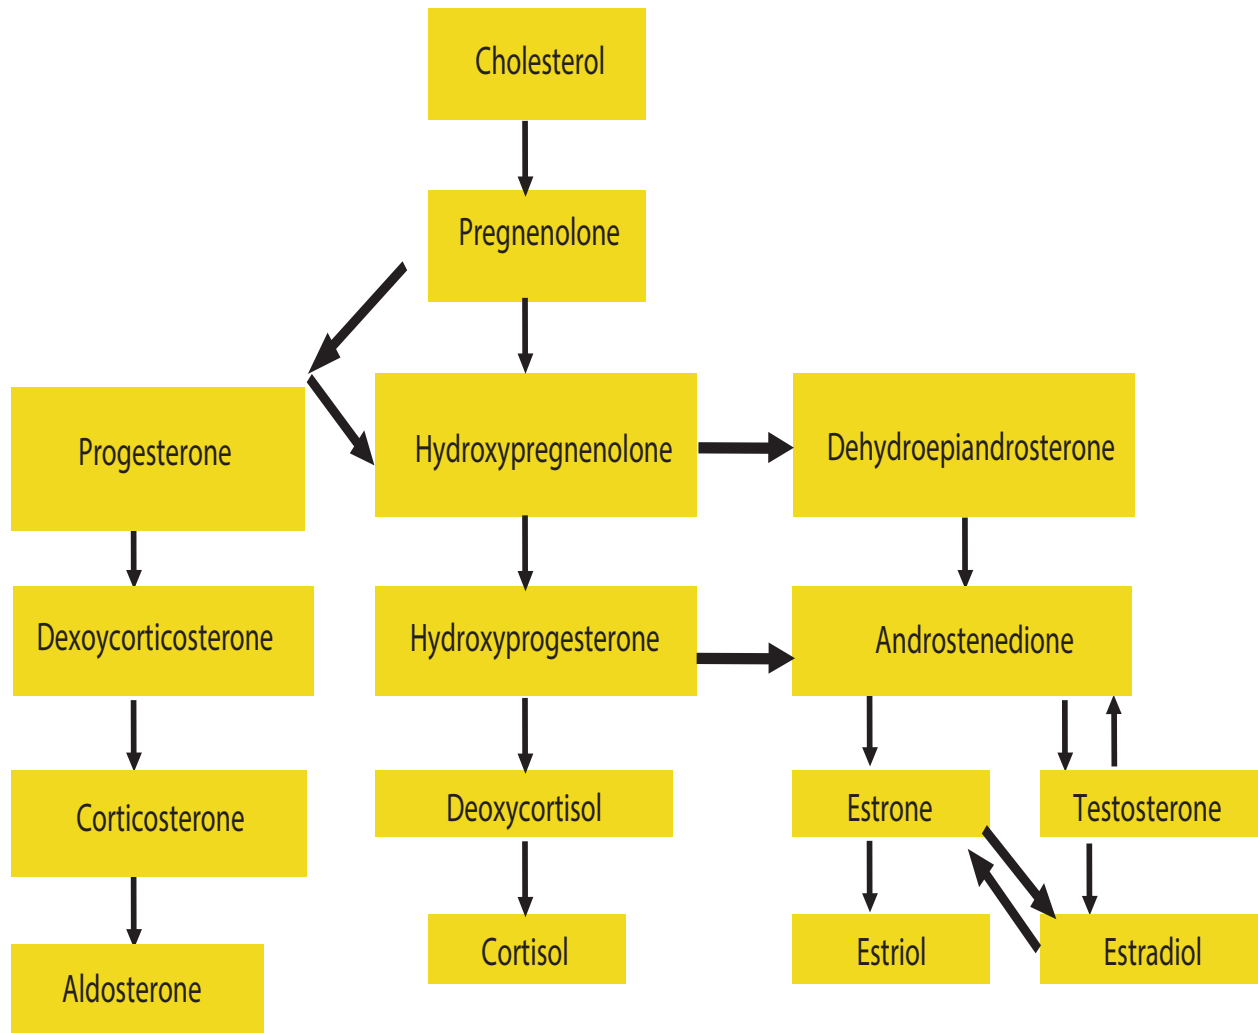 Cholesterol
Pregnenolone
Progesterone
Hydroxypregnenolone
Dehydroepiandrosterone
Dexoycorticosterone
Hydroxyprogesterone
Androstenedione
Corticosterone
Deoxycortisol
Estrone
Testosterone
Aldosterone
Cortisol
Estriol
Estradiol